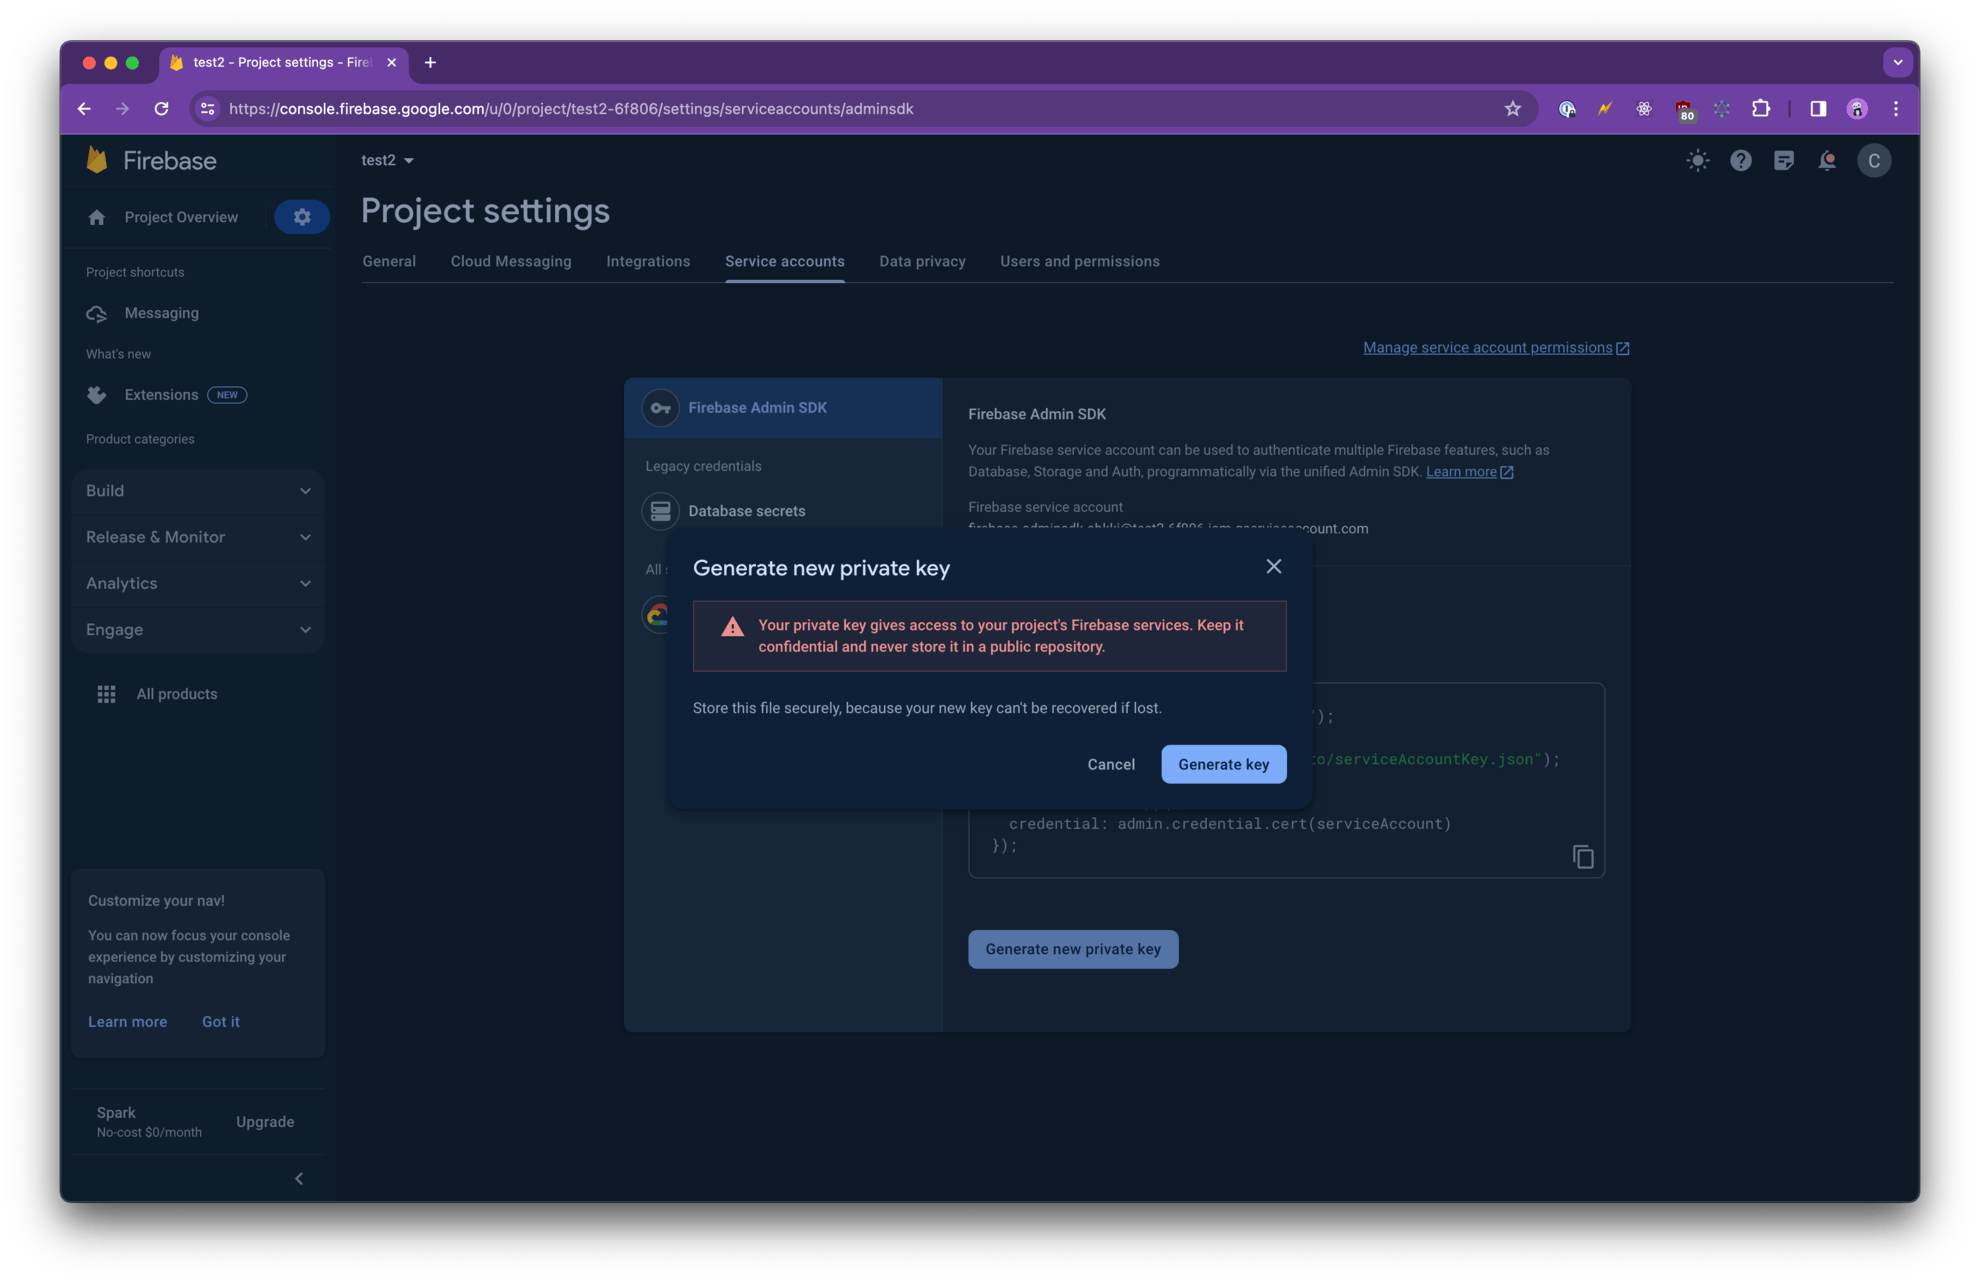 test2 - Project settings - Fire
https://console.firebase.google.com/u/0/project/test2-6f806/settings/serviceaccounts/adminsdk
80
Firebase
test2
C
Project Overview
Project settings
General Cloud Messaging Integrations Service accounts Data privacy Users and permissions
Project shortcuts
Messaging
What's new
Extensions NEW
Product categories
Build
Release & Monitor
Analytics
Engage
All products
Customize your nav!
You can now focus your console
experience by customizing your
navigation
Learn more Got it
Spark
No-cost $0/month
Upgrade
Manage service account permissions
Firebase Admin SDK
Legacy credentials
Database secrets
All
Firebase Admin SDK
Your Firebase service account can be used to authenticate multiple Firebase features, such as
Database, Storage and Auth, programmatically via the unified Admin SDK. Learn more
Firebase service account
Generate new private key
Your private key gives access to your project's Firebase services. Keep it
confidential and never store it in a public repository.
Store this file securely, because your new key can't be recovered if lost.
Cancel Generate key
");
to/serviceAccountKey.json");
credential: admin.credential.cert(serviceAccount)
});
Generate new private key